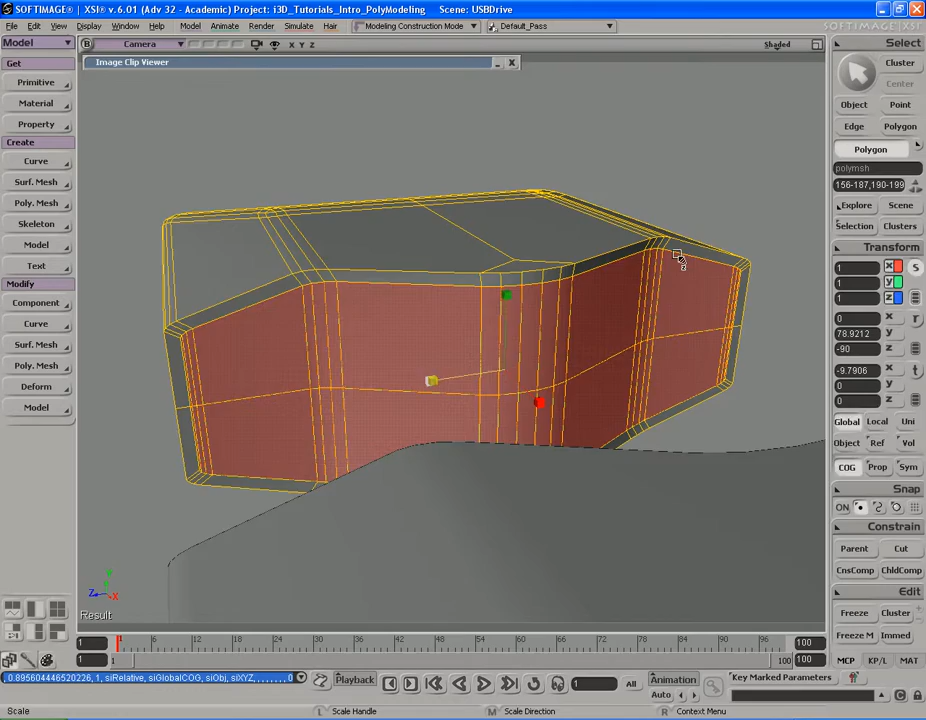 SOFTIMAGE® | XSI® v.6.01 (Adv 32 - Academic) Project: i3D_Tutorials_Intro_PolyModeling    Scene: USBDrive
File Edit View Display Window Model Animate Render Simulate Hair Modeling Construction Mode Default_Pass
Model
B Camera X Y Z Shaded
Image Clip Viewer
Get
Primitive
Material
Property
Create
Curve
Surf. Mesh
Poly. Mesh
Skeleton
Model
Text
Modify
Component
Curve
Surf. Mesh
Poly. Mesh
Deform
Model
Select
Group
Cluster
Center
Object Point
Edge Polygon
Polygon
polymsh
156-187,190-199
Explore Scene
Selection Clusters
Transform
1 X S
1 Y
1 Z
0 x r
78.9212 y
-90 z
-9.7906 x t
0 y
0 z
Global Local Uni
Object Ref Vol
COG Prop Sym
Snap
ON
Constrain
Parent Cut
CnsComp ChldComp
Edit
Freeze Cluster
Freeze M Immed
MCP KP/L MAT
Z Y X
Result
1 1 6 12 18 24 30 36 42 48 54 60 66 72 78 84 90 96 100
1 1 100 100
0.895604446520226, 1, siRelative, siGlobalCOG, siObj, siXYZ, , , , , , , 0
Playback 1 All Animation Key Marked Parameters
Auto
Scale L Scale Handle M Scale Direction R Context Menu